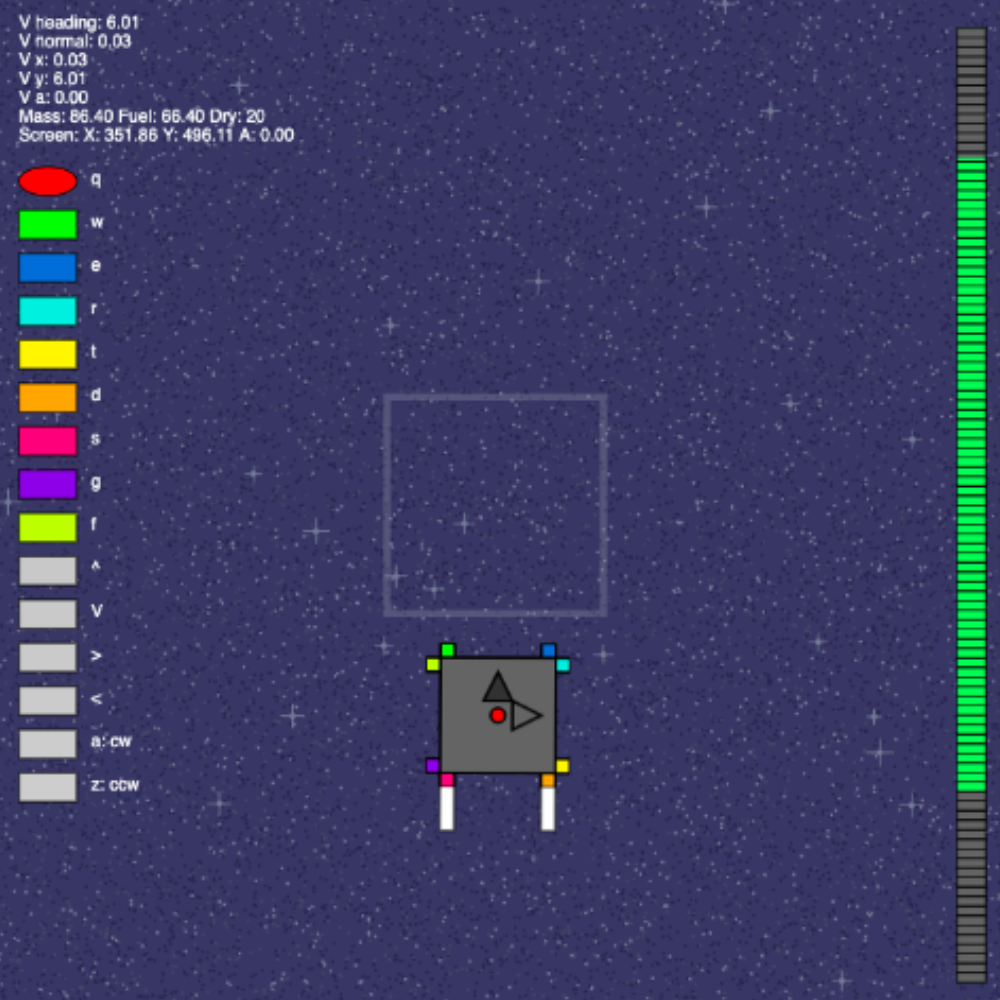 V heading: 6.01
V normal: 0.03
V x: 0.03
V y: 6.01
V a: 0.00
Mass: 86.40 Fuel: 66.40 Dry: 20
Screen: X: 351.86 Y: 496.11 A: 0.00
q
w
e
r
t
d
s
g
f
^
V
>
<
a: cw
z: ccw